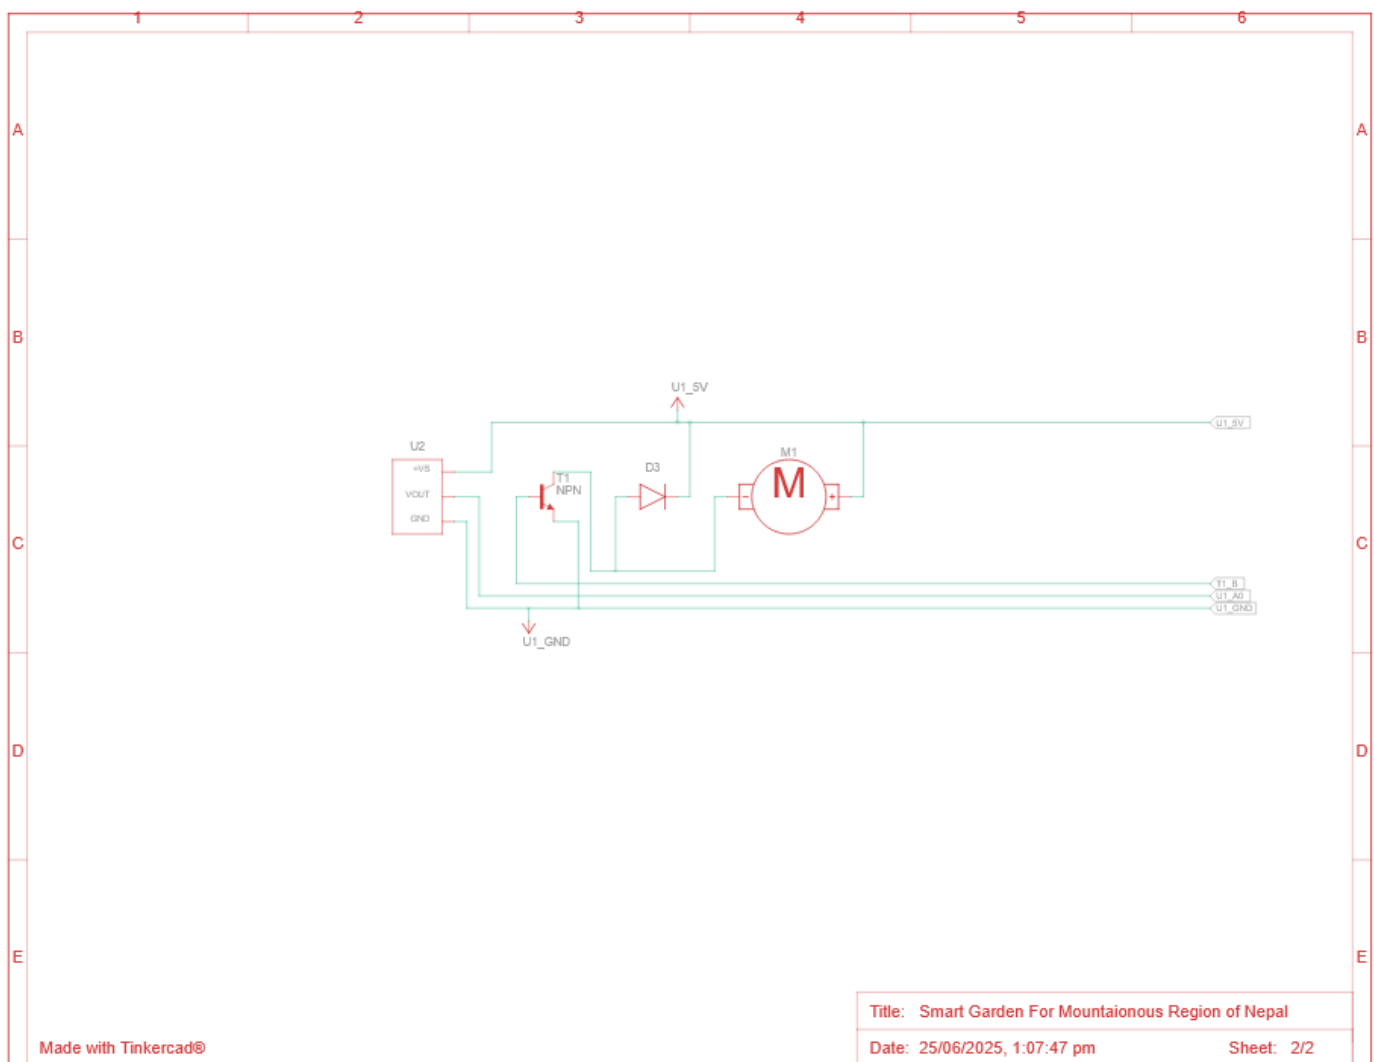 1 2 3 4 5 6
A A
B B
U1_5V
U1_5V
U2
M1
+VS
D3
M
T1
NPN
VOUT
- +
GND
C C
T1_B
U1_A0
U1_GND
U1_GND
D D
E E
Title: Smart Garden For Mountaionous Region of Nepal
Made with Tinkercad®
Date: 25/06/2025, 1:07:47 pm Sheet: 2/2